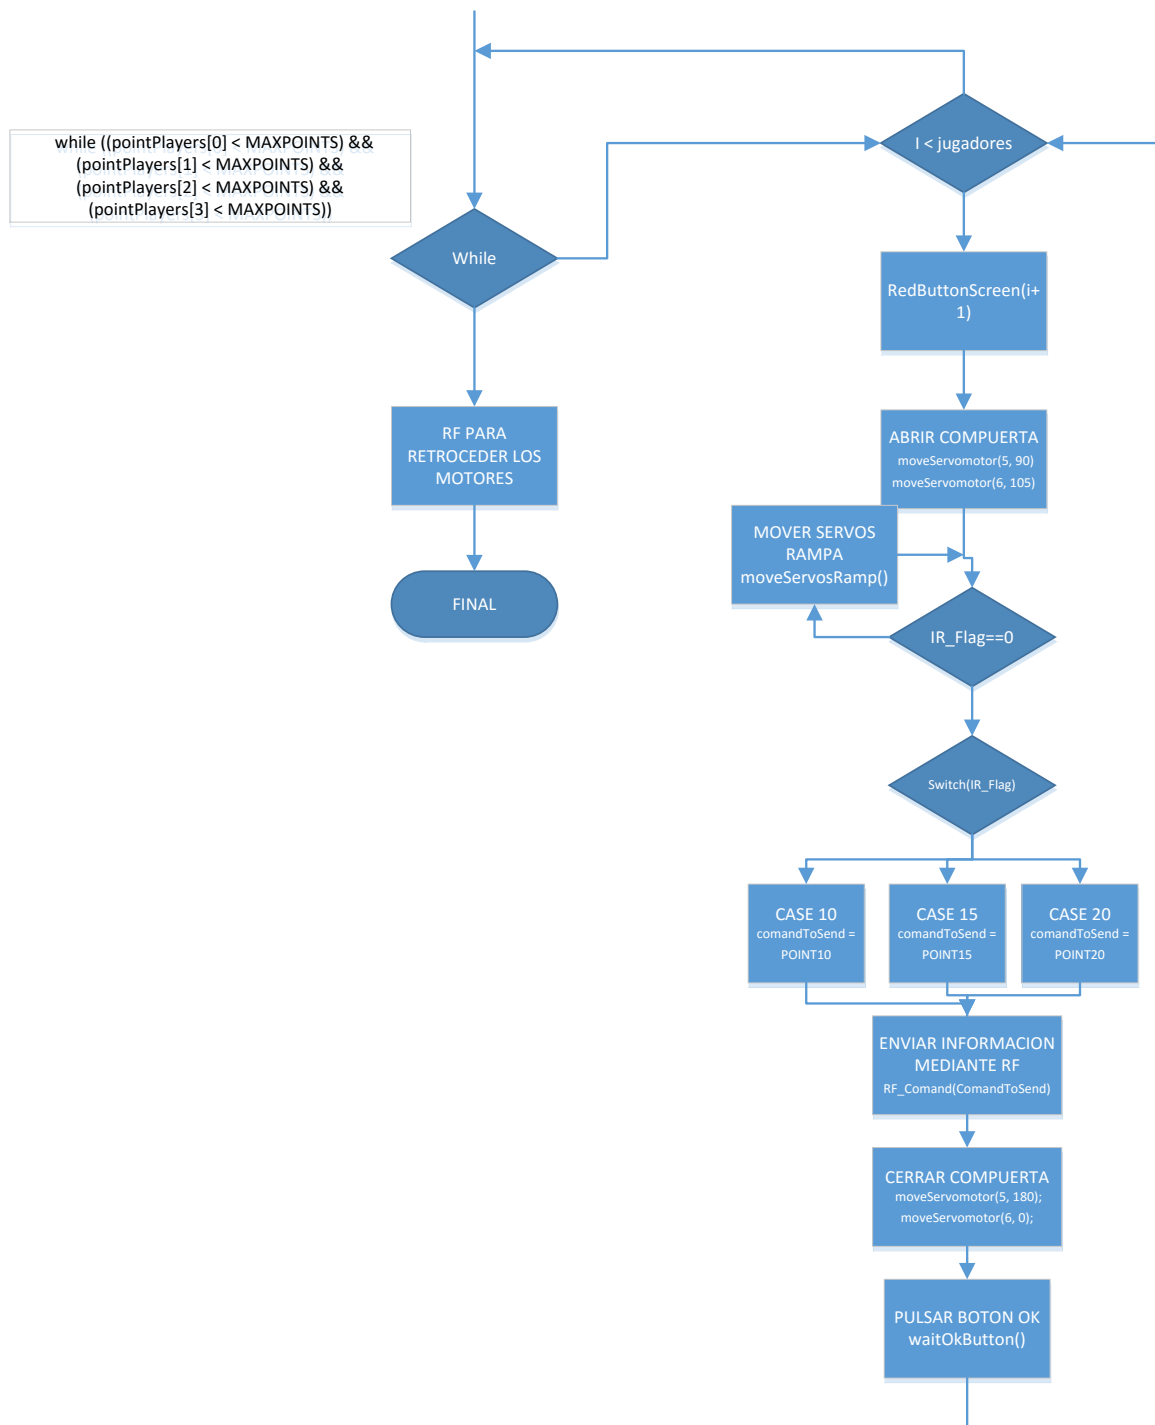 while ((pointPlayers[0] < MAXPOINTS) &&
(pointPlayers[1] < MAXPOINTS) &&
(pointPlayers[2] < MAXPOINTS) &&
(pointPlayers[3] < MAXPOINTS))
While
RF PARA
RETROCEDER LOS
MOTORES
FINAL
I < jugadores
RedButtonScreen(i+
1)
ABRIR COMPUERTA
moveServomotor(5, 90)
moveServomotor(6, 105)
MOVER SERVOS
RAMPA
moveServosRamp()
IR_Flag==0
Switch(IR_Flag)
CASE 10
comandToSend =
POINT10
CASE 15
comandToSend =
POINT15
CASE 20
comandToSend =
POINT20
ENVIAR INFORMACION
MEDIANTE RF
RF_Comand(ComandToSend)
CERRAR COMPUERTA
moveServomotor(5, 180);
moveServomotor(6, 0);
PULSAR BOTON OK
waitOkButton()